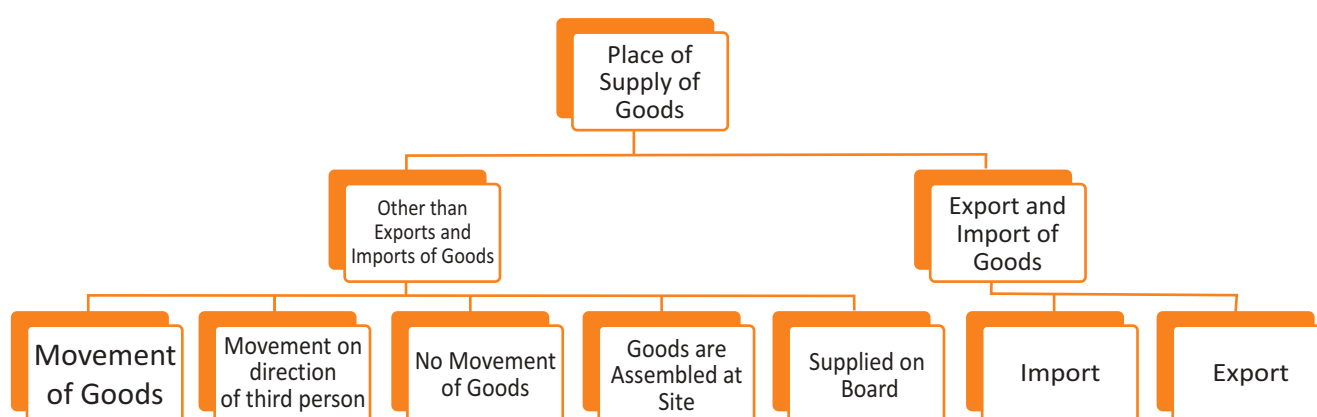 Place of
Supply of
Goods
Other than
Exports and
Imports of Goods
Export and
Import of
Goods
Movement
of Goods
Movement on
direction
of third person
No Movement
of Goods
Goods are
Assembled at
Site
Supplied on
Board
Import
Export